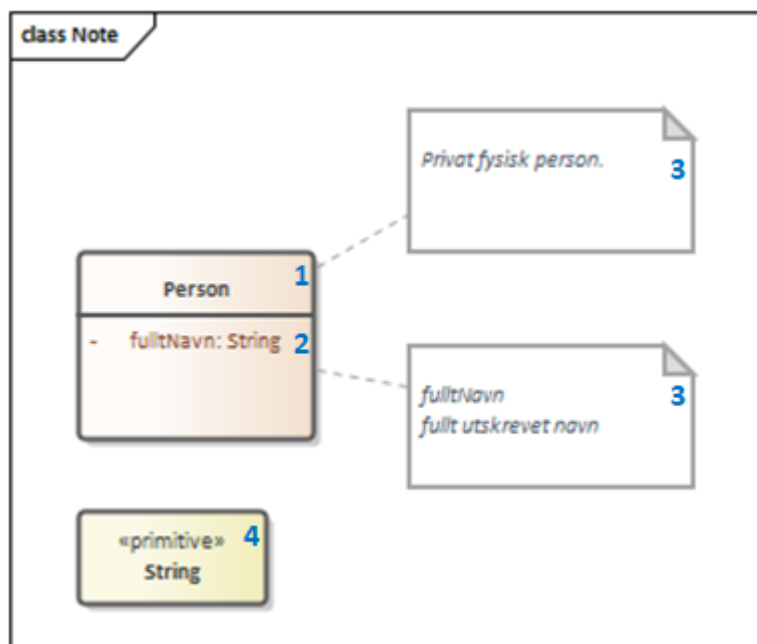 class Note
Privat fysisk person.
3
Person
1
- fulltNavn: String
2
fulltNavn
fullt utskrevet navn
3
«primitive»
String
4